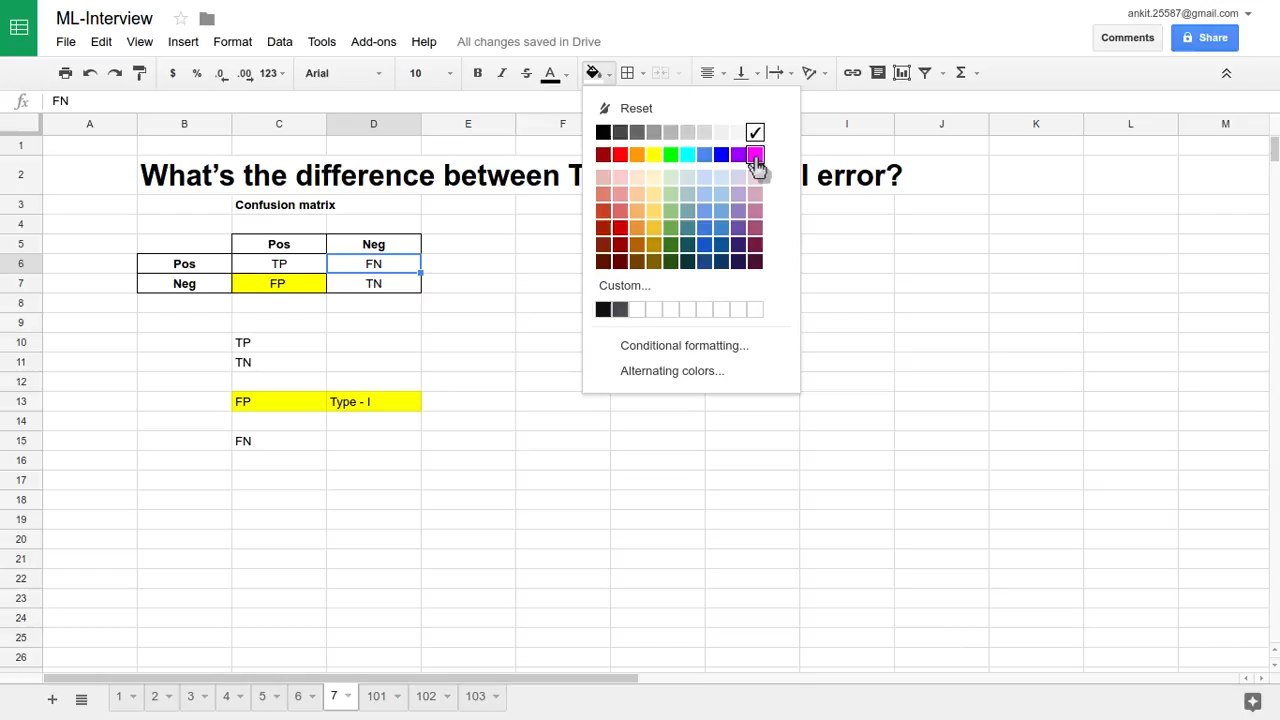 ML-Interview
ankit.25587@gmail.com
File Edit View Insert Format Data Tools Add-ons Help All changes saved in Drive
Comments Share
$ % .0 .00 123 Arial 10 B I S A Σ
fx FN
A B C D E F I J K L M
Reset
1
2 What's the difference between T I error?
3 Confusion matrix
4
5 Pos Neg
6 Pos TP FN
7 Neg FP TN
Custom...
8
9
10 TP
Conditional formatting...
11 TN
Alternating colors...
12
13 FP Type - I
14
15 FN
16
17
18
19
20
21
22
23
24
25
26
+ 1 2 3 4 5 6 7 101 102 103